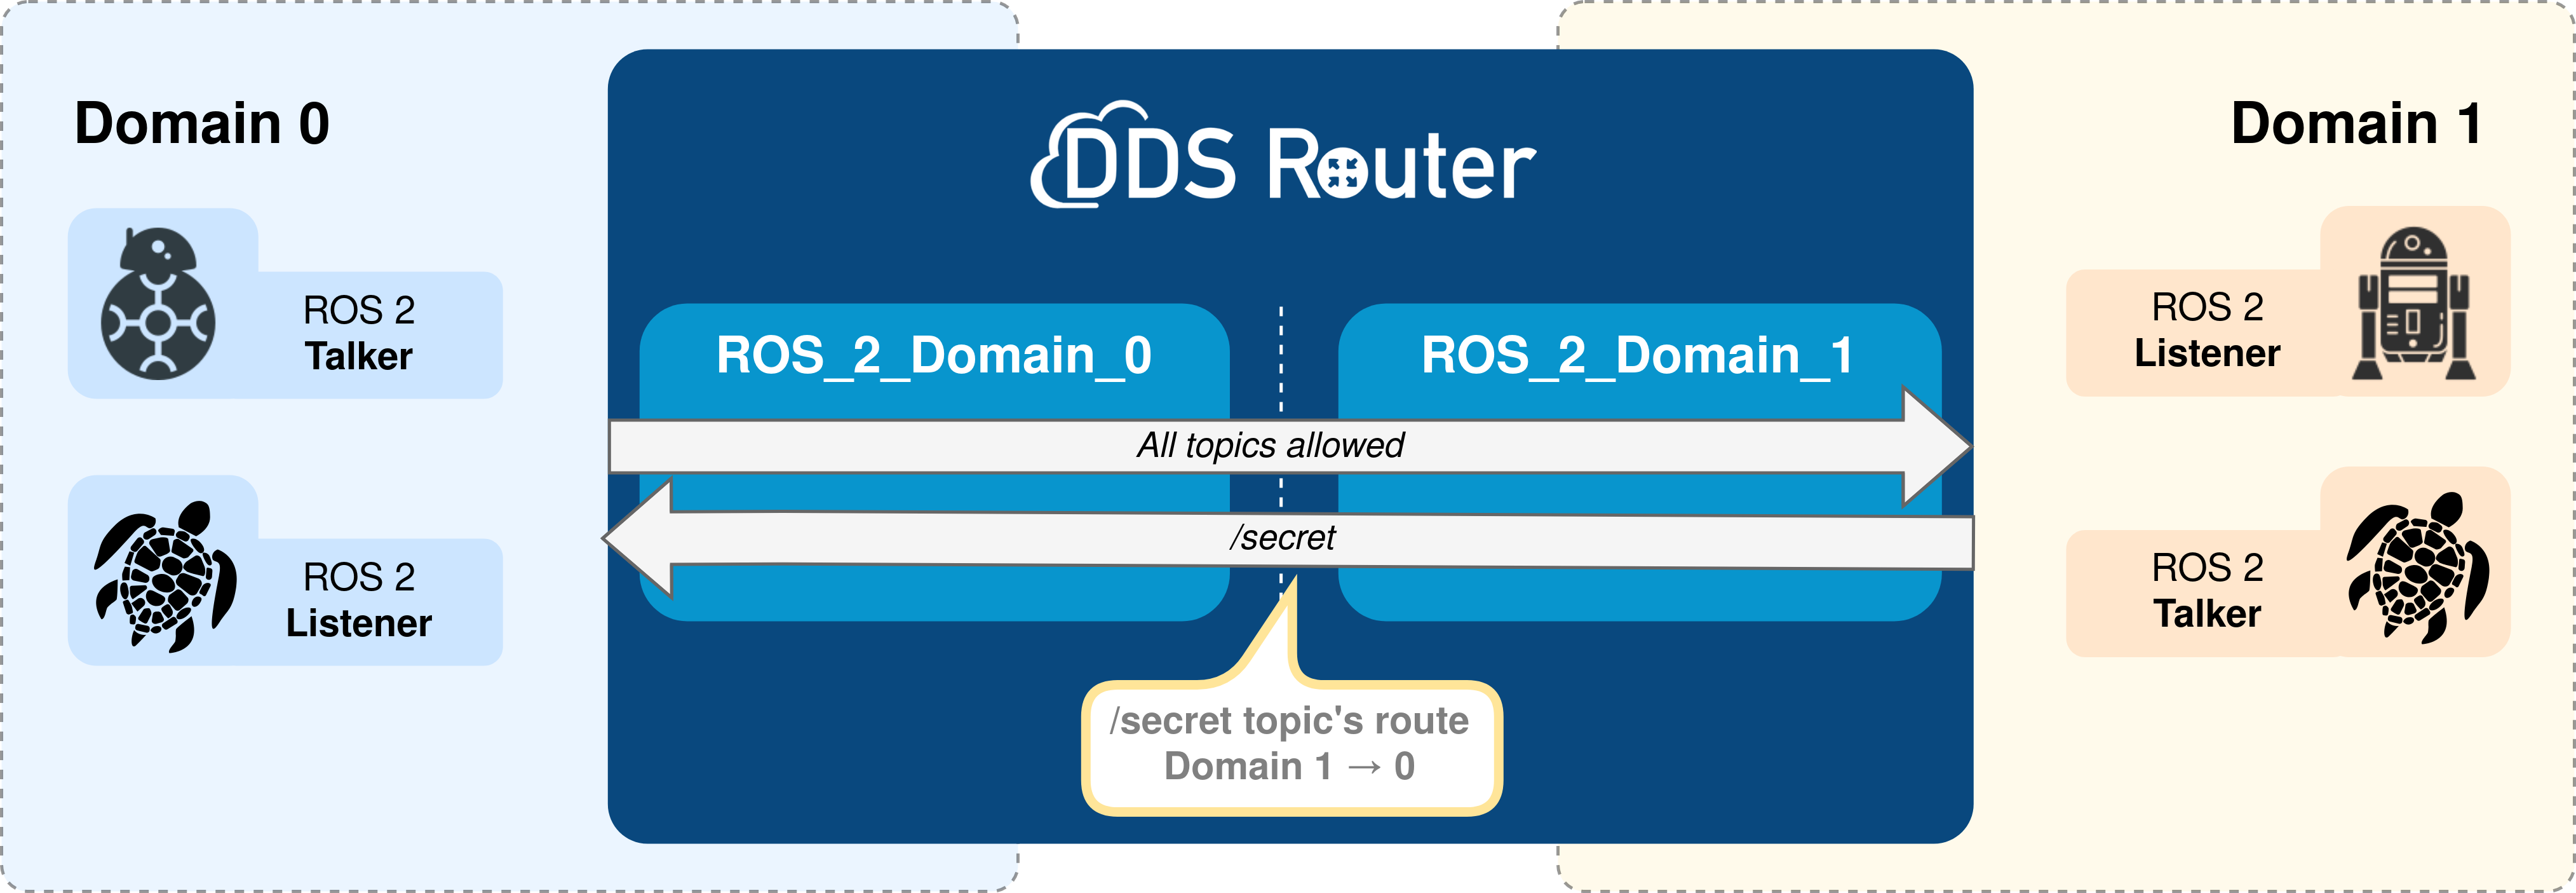 Domain 0
DDS Router
Domain 1
ROS 2
Talker
ROS_2_Domain_0
ROS_2_Domain_1
ROS 2
Listener
All topics allowed
/secret
ROS 2
Listener
ROS 2
Talker
/secret topic's route
Domain 1 → 0